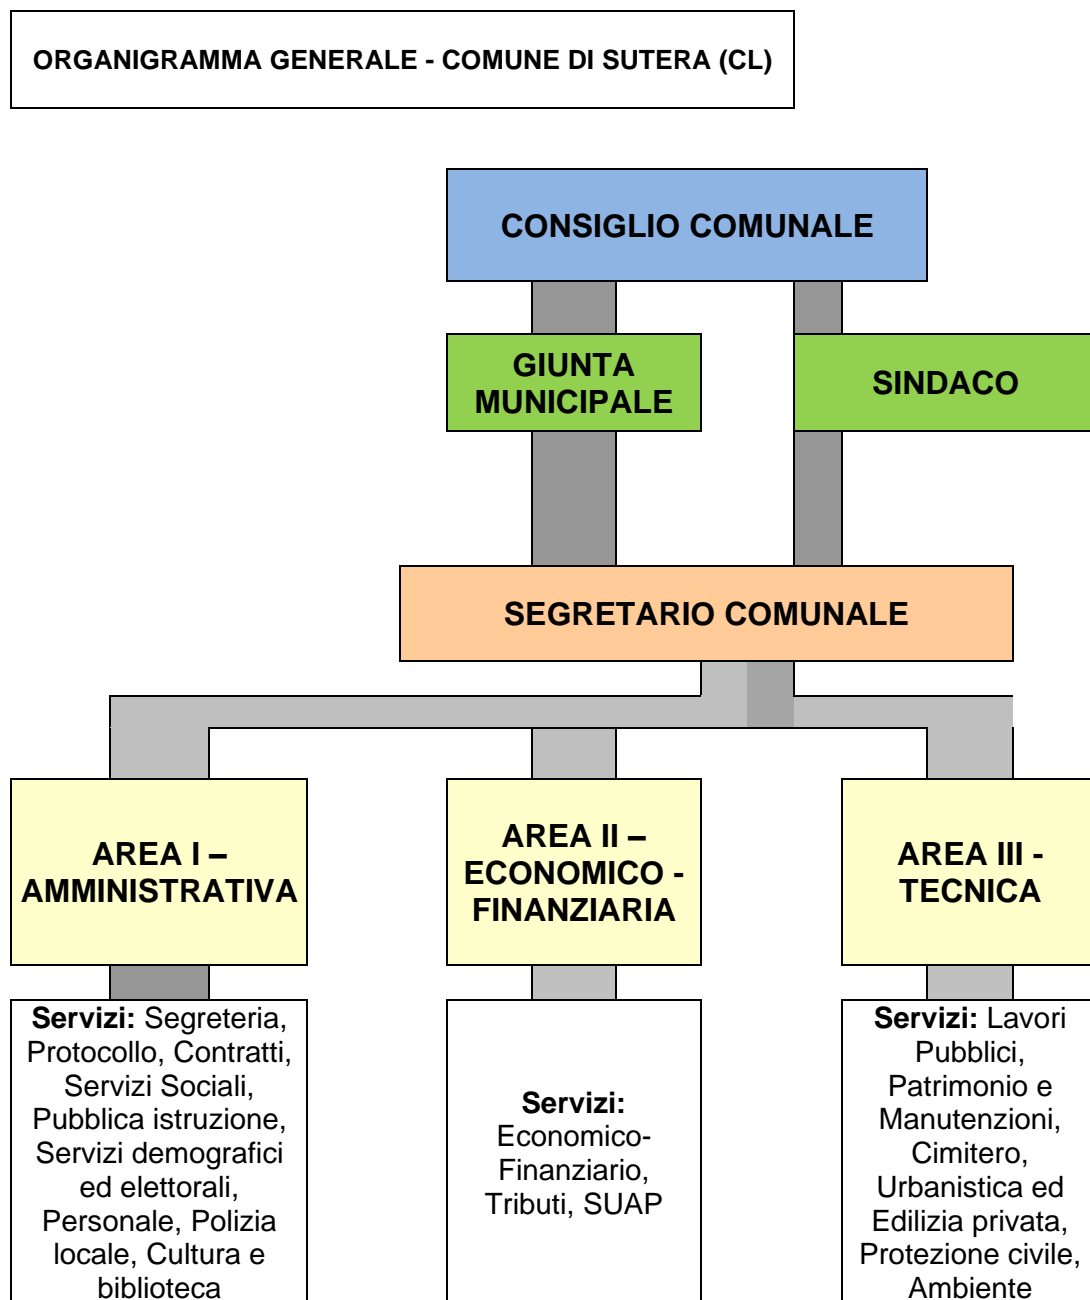 ORGANIGRAMMA GENERALE - COMUNE DI SUTERA (CL)
CONSIGLIO COMUNALE
GIUNTA
MUNICIPALE
SINDACO
SEGRETARIO COMUNALE
AREA I –
AMMINISTRATIVA
AREA II –
ECONOMICO -
FINANZIARIA
AREA III -
TECNICA
Servizi: Segreteria,
Protocollo, Contratti,
Servizi Sociali,
Pubblica istruzione,
Servizi demografici
ed elettorali,
Personale, Polizia
locale, Cultura e
biblioteca
Servizi:
Economico-
Finanziario,
Tributi, SUAP
Servizi: Lavori
Pubblici,
Patrimonio e
Manutenzioni,
Cimitero,
Urbanistica ed
Edilizia privata,
Protezione civile,
Ambiente